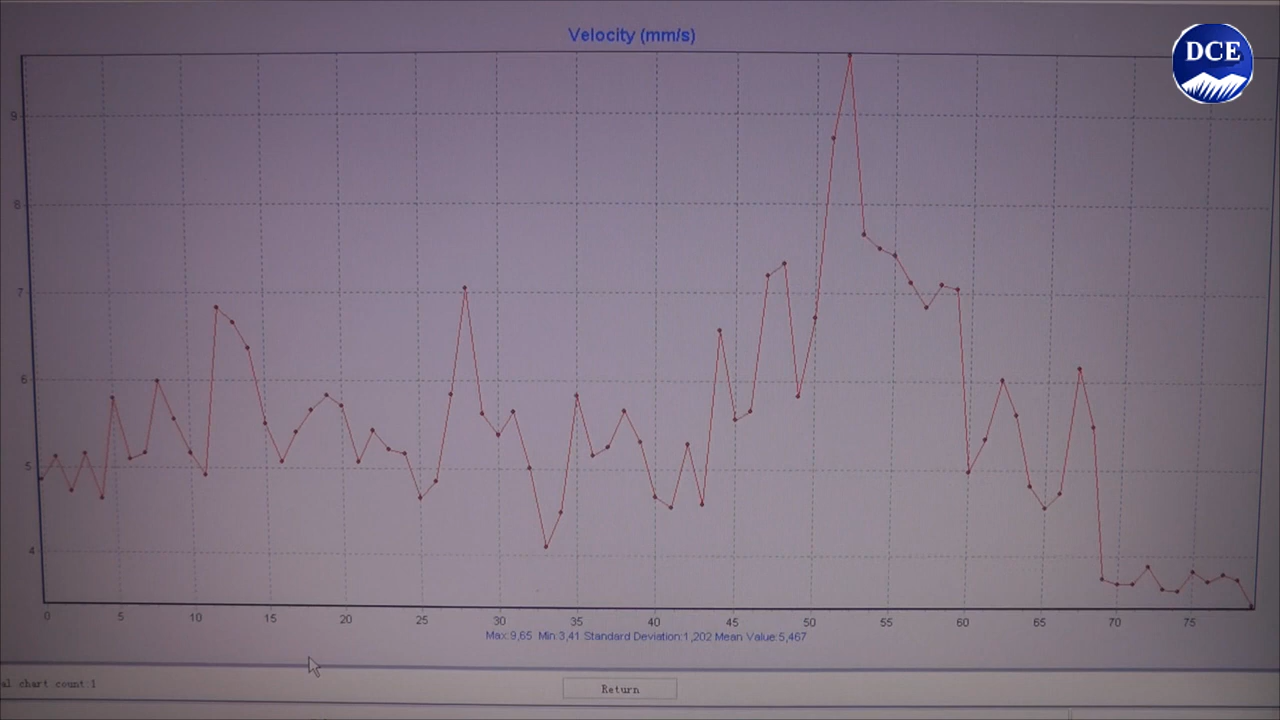 Velocity (mm/s)
DCE
9
8
7
6
5
4
0 5 10 15 20 25 30 35 40 45 50 55 60 65 70 75
Max:9,65 Min:3,41 Standard Deviation:1,202 Mean Value:5,467
al chart count:1
Return